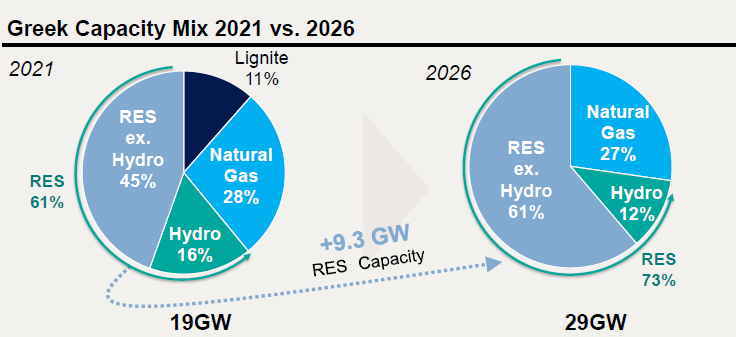 Greek Capacity Mix 2021 vs. 2026
2021
Lignite
11%
RES
ex.
Hydro
45%
Natural
Gas
28%
Hydro
16%
RES
61%
19GW
+9.3 GW
RES Capacity
2026
Natural
Gas
27%
RES
ex.
Hydro
61%
Hydro
12%
RES
73%
29GW